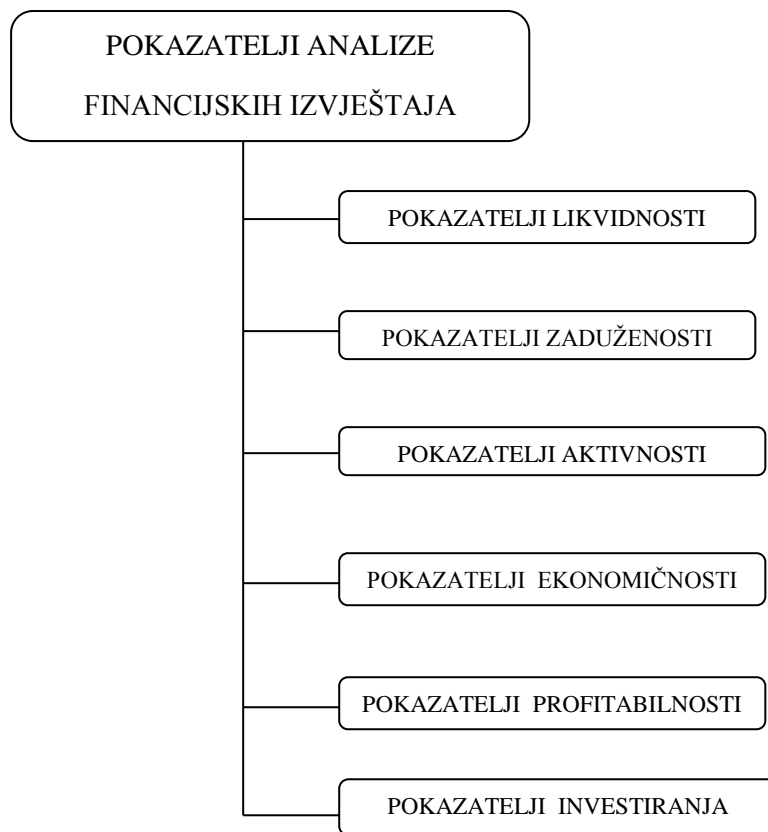 POKAZATELJI ANALIZE
FINANCIJSKIH IZVJEŠTAJA
POKAZATELJI LIKVIDNOSTI
POKAZATELJI ZADUŽENOSTI
POKAZATELJI AKTIVNOSTI
POKAZATELJI EKONOMIČNOSTI
POKAZATELJI PROFITABILNOSTI
POKAZATELJI INVESTIRANJA